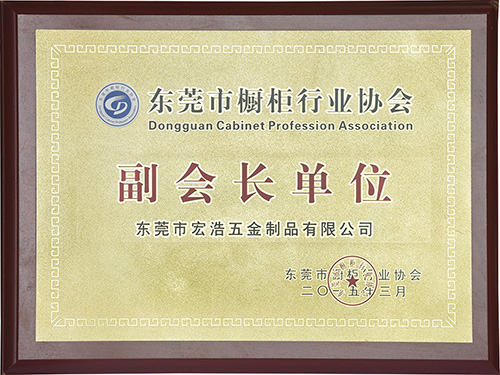 东莞市橱柜行业协会
Dongguan Cabinet Profession Association
副会长单位
东莞市宏浩五金制品有限公司
东莞市橱柜行业协会
二〇一五年三月